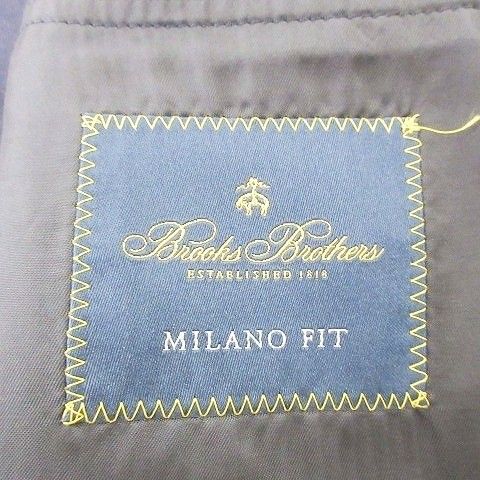 Brooks Brothers
ESTABLISHED 1818
MILANO FIT